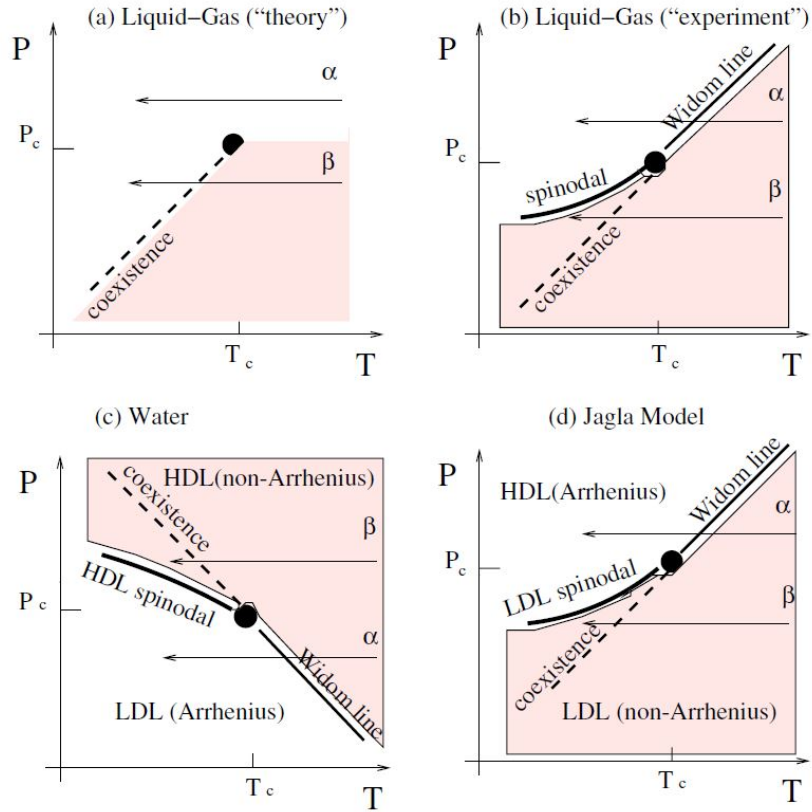 (a) Liquid–Gas (“theory”)
P
α
P c
β
coexistence
T c
T
(b) Liquid–Gas (“experiment”)
P
Widom line
α
P c
spinodal
β
coexistence
T c
T
(c) Water
P
coexistence
HDL(non-Arrhenius)
β
HDL spinodal
P c
α
Widom line
LDL (Arrhenius)
T c
T
(d) Jagla Model
P
HDL(Arrhenius)
Widom line
α
P c
LDL spinodal
β
coexistence
LDL (non-Arrhenius)
T c
T